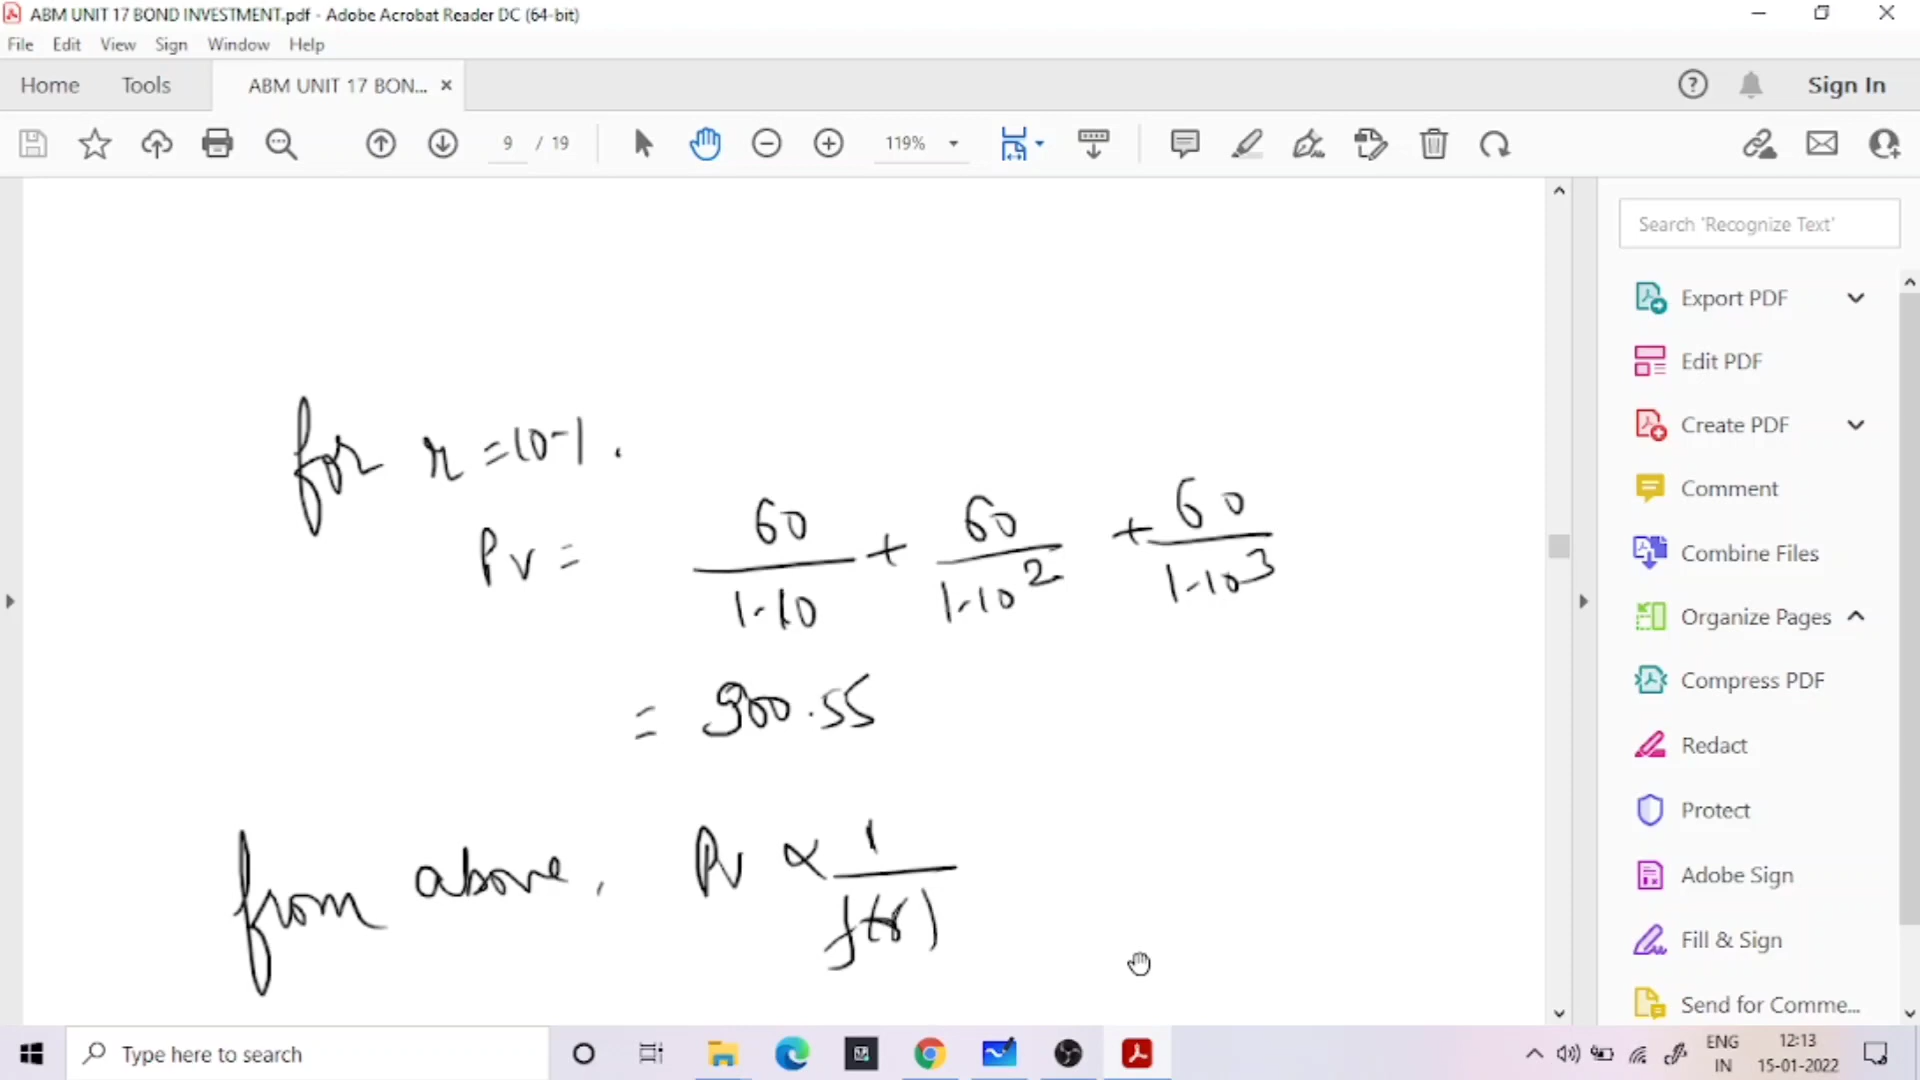 ABM UNIT 17 BOND INVESTMENT.pdf - Adobe Acrobat Reader DC (64-bit)
File Edit View Sign Window Help
Home Tools ABM UNIT 17 BON... × Sign In
9 / 19 119%
Search 'Recognize Text'
Export PDF
Edit PDF
Create PDF
Comment
Combine Files
Organize Pages
Compress PDF
Redact
Protect
Adobe Sign
Fill & Sign
Send for Comme...
for r = 10-1.
PV = 60/1.10 + 60/1.10² + 60/1.10³
= 900.55
from above, PV ∝ 1/f(r)
Type here to search
ENG
IN
12:13
15-01-2022